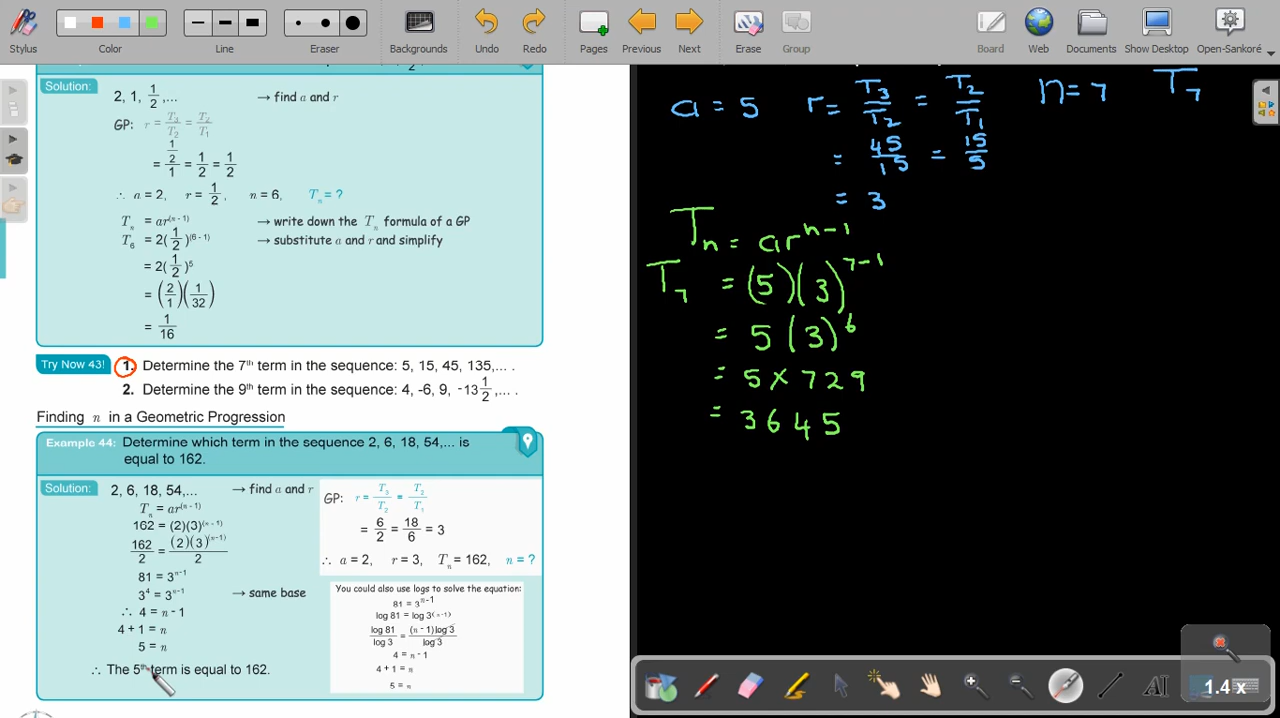 Stylus
Color
Line
Eraser
Backgrounds
Undo
Redo
Pages
Previous
Next
Erase
Group
Board
Web
Documents
Show Desktop
Open-Sankoré
Solution:
2, 1, 1/2 ,... → find a and r
GP: r = T₃/T₂ = T₂/T₁
= (1/2)/1 = 1/2 = 1/2
∴ a = 2, r = 1/2, n = 6, Tₙ = ?
Tₙ = ar⁽ⁿ⁻¹⁾ → write down the Tₙ formula of a GP
T₆ = 2(1/2)⁽⁶⁻¹⁾ → substitute a and r and simplify
= 2(1/2)⁵
= (2/1)(1/32)
= 1/16
Try Now 43!
1. Determine the 7th term in the sequence: 5, 15, 45, 135,... .
2. Determine the 9th term in the sequence: 4, -6, 9, -13 1/2 ,... .
Finding n in a Geometric Progression
Example 44: Determine which term in the sequence 2, 6, 18, 54,... is
equal to 162.
Solution:
2, 6, 18, 54,... → find a and r
Tₙ = ar⁽ⁿ⁻¹⁾
162 = (2)(3)⁽ⁿ⁻¹⁾
162/2 = (2)(3)⁽ⁿ⁻¹⁾/2
81 = 3ⁿ⁻¹
3⁴ = 3ⁿ⁻¹ → same base
∴ 4 = n - 1
4 + 1 = n
5 = n
∴ The 5th term is equal to 162.
GP: r = T₃/T₂ = T₂/T₁
= 6/2 = 18/6 = 3
∴ a = 2, r = 3, Tₙ = 162, n = ?
You could also use logs to solve the equation:
81 = 3ⁿ⁻¹
log 81 = log 3⁽ⁿ⁻¹⁾
log 81/log 3 = (n - 1)log 3/log 3
4 = n - 1
4 + 1 = n
5 = n
a = 5 r = T₃/T₂ = T₂/T₁ n = 7 T₇
= 45/15 = 15/5
= 3
Tₙ = arⁿ⁻¹
T₇ = (5)(3)⁷⁻¹
= 5(3)⁶
= 5 × 729
= 3645
1.4 x